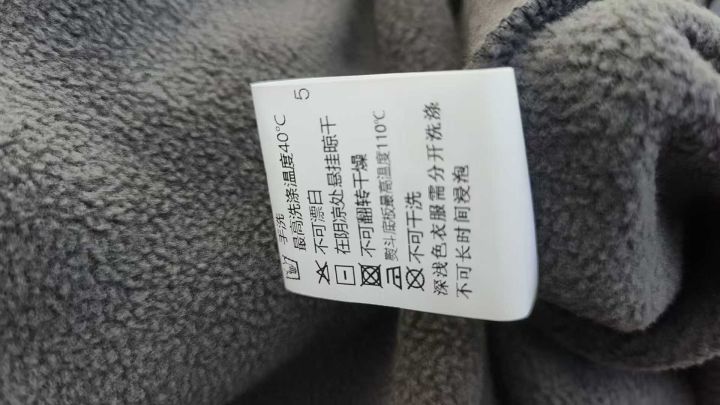 手洗
最高洗涤温度40℃
不可漂白
在阴凉处悬挂晾干
不可翻转干燥
熨斗底板最高温度110℃
不可干洗
深浅色衣服需分开洗涤
不可长时间浸泡
5